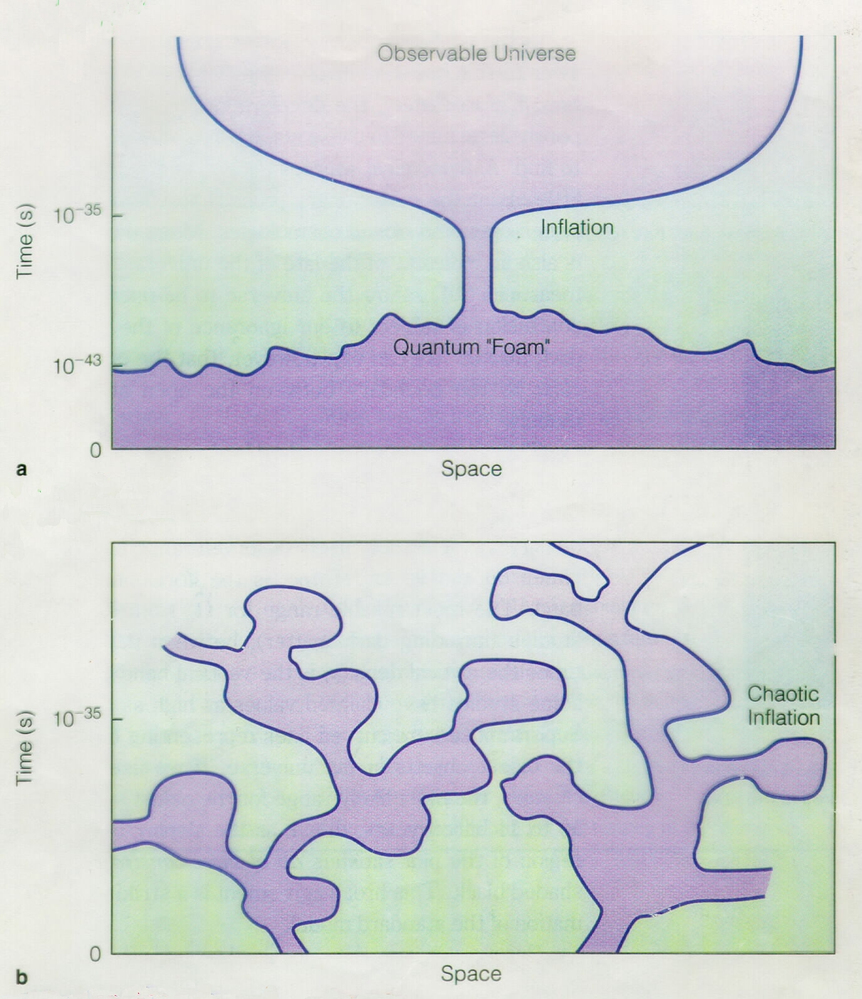 Observable Universe
10⁻³⁵
Inflation
Time (s)
Quantum "Foam"
10⁻⁴³
0
a
Space
Chaotic
Inflation
10⁻³⁵
Time (s)
0
b
Space